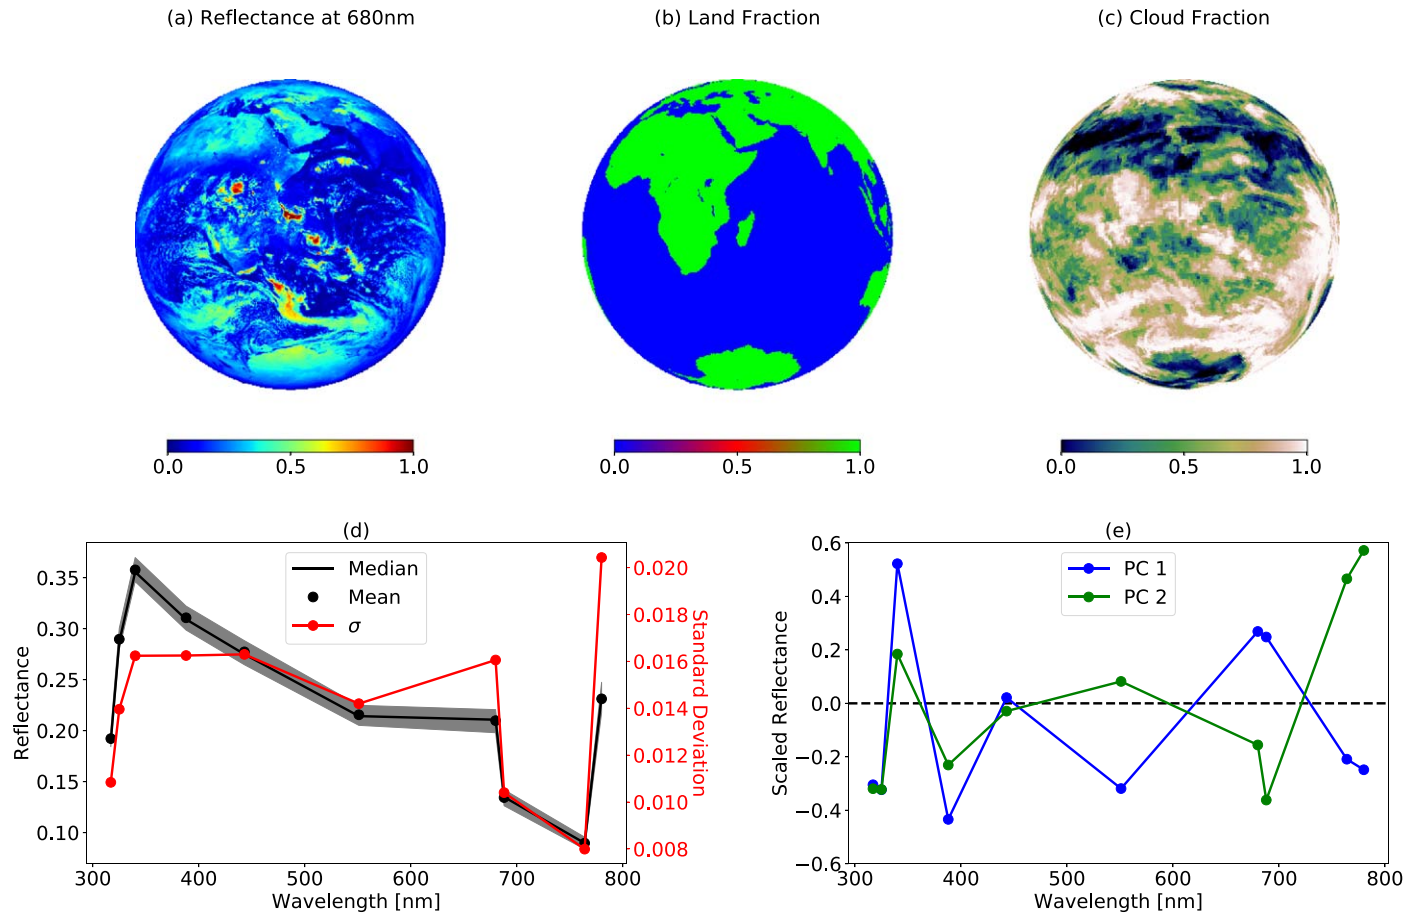 (a) Reflectance at 680nm
(b) Land Fraction
(c) Cloud Fraction
0.0 0.5 1.0
0.0 0.5 1.0
0.0 0.5 1.0
(d)
Reflectance
0.35
0.30
0.25
0.20
0.15
0.10
Median
Mean
σ
0.020
0.018
0.016
0.014
0.012
0.010
0.008
Standard Deviation
300 400 500 600 700 800
Wavelength [nm]
(e)
Scaled Reflectance
0.6
0.4
0.2
0.0
−0.2
−0.4
−0.6
PC 1
PC 2
300 400 500 600 700 800
Wavelength [nm]